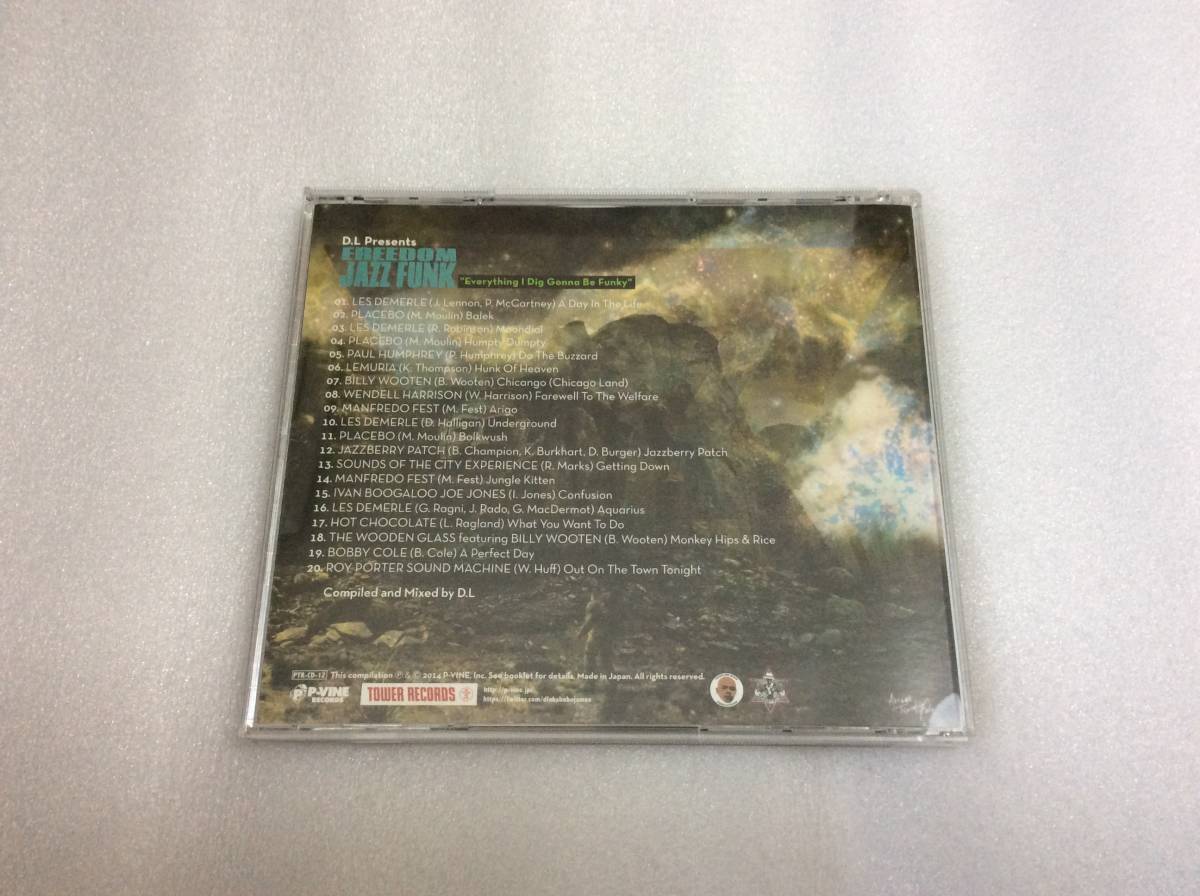 D.L Presents
FREEDOM
JAZZ FUNK "Everything I Dig Gonna Be Funky"
01. LES DEMERLE (J. Lennon, P. McCartney) A Day In The Life
02. PLACEBO (M. Moulin) Balek
03. LES DEMERLE (R. Robinson) Moondial
04. PLACEBO (M. Moulin) Humpty Dumpty
05. PAUL HUMPHREY (P. Humphrey) Do The Buzzard
06. LEMURIA (K. Thompson) Hunk Of Heaven
07. BILLY WOOTEN (B. Wooten) Chicango (Chicago Land)
08. WENDELL HARRISON (W. Harrison) Farewell To The Welfare
09. MANFREDO FEST (M. Fest) Arigo
10. LES DEMERLE (D. Halligan) Underground
11. PLACEBO (M. Moulin) Bolkwush
12. JAZZBERRY PATCH (B. Champion, K. Burkhart, D. Burger) Jazzberry Patch
13. SOUNDS OF THE CITY EXPERIENCE (R. Marks) Getting Down
14. MANFREDO FEST (M. Fest) Jungle Kitten
15. IVAN BOOGALOO JOE JONES (I. Jones) Confusion
16. LES DEMERLE (G. Ragni, J. Rado, G. MacDermot) Aquarius
17. HOT CHOCOLATE (L. Ragland) What You Want To Do
18. THE WOODEN GLASS featuring BILLY WOOTEN (B. Wooten) Monkey Hips & Rice
19. BOBBY COLE (B. Cole) A Perfect Day
20. ROY PORTER SOUND MACHINE (W. Huff) Out On The Town Tonight
Compiled and Mixed by D.L
PTR-CD-12 This compilation ℗ & © 2014 P-VINE, Inc. See booklet for details. Made in Japan. All rights reserved.
P-VINE RECORDS
TOWER RECORDS
http://p-vine.jp